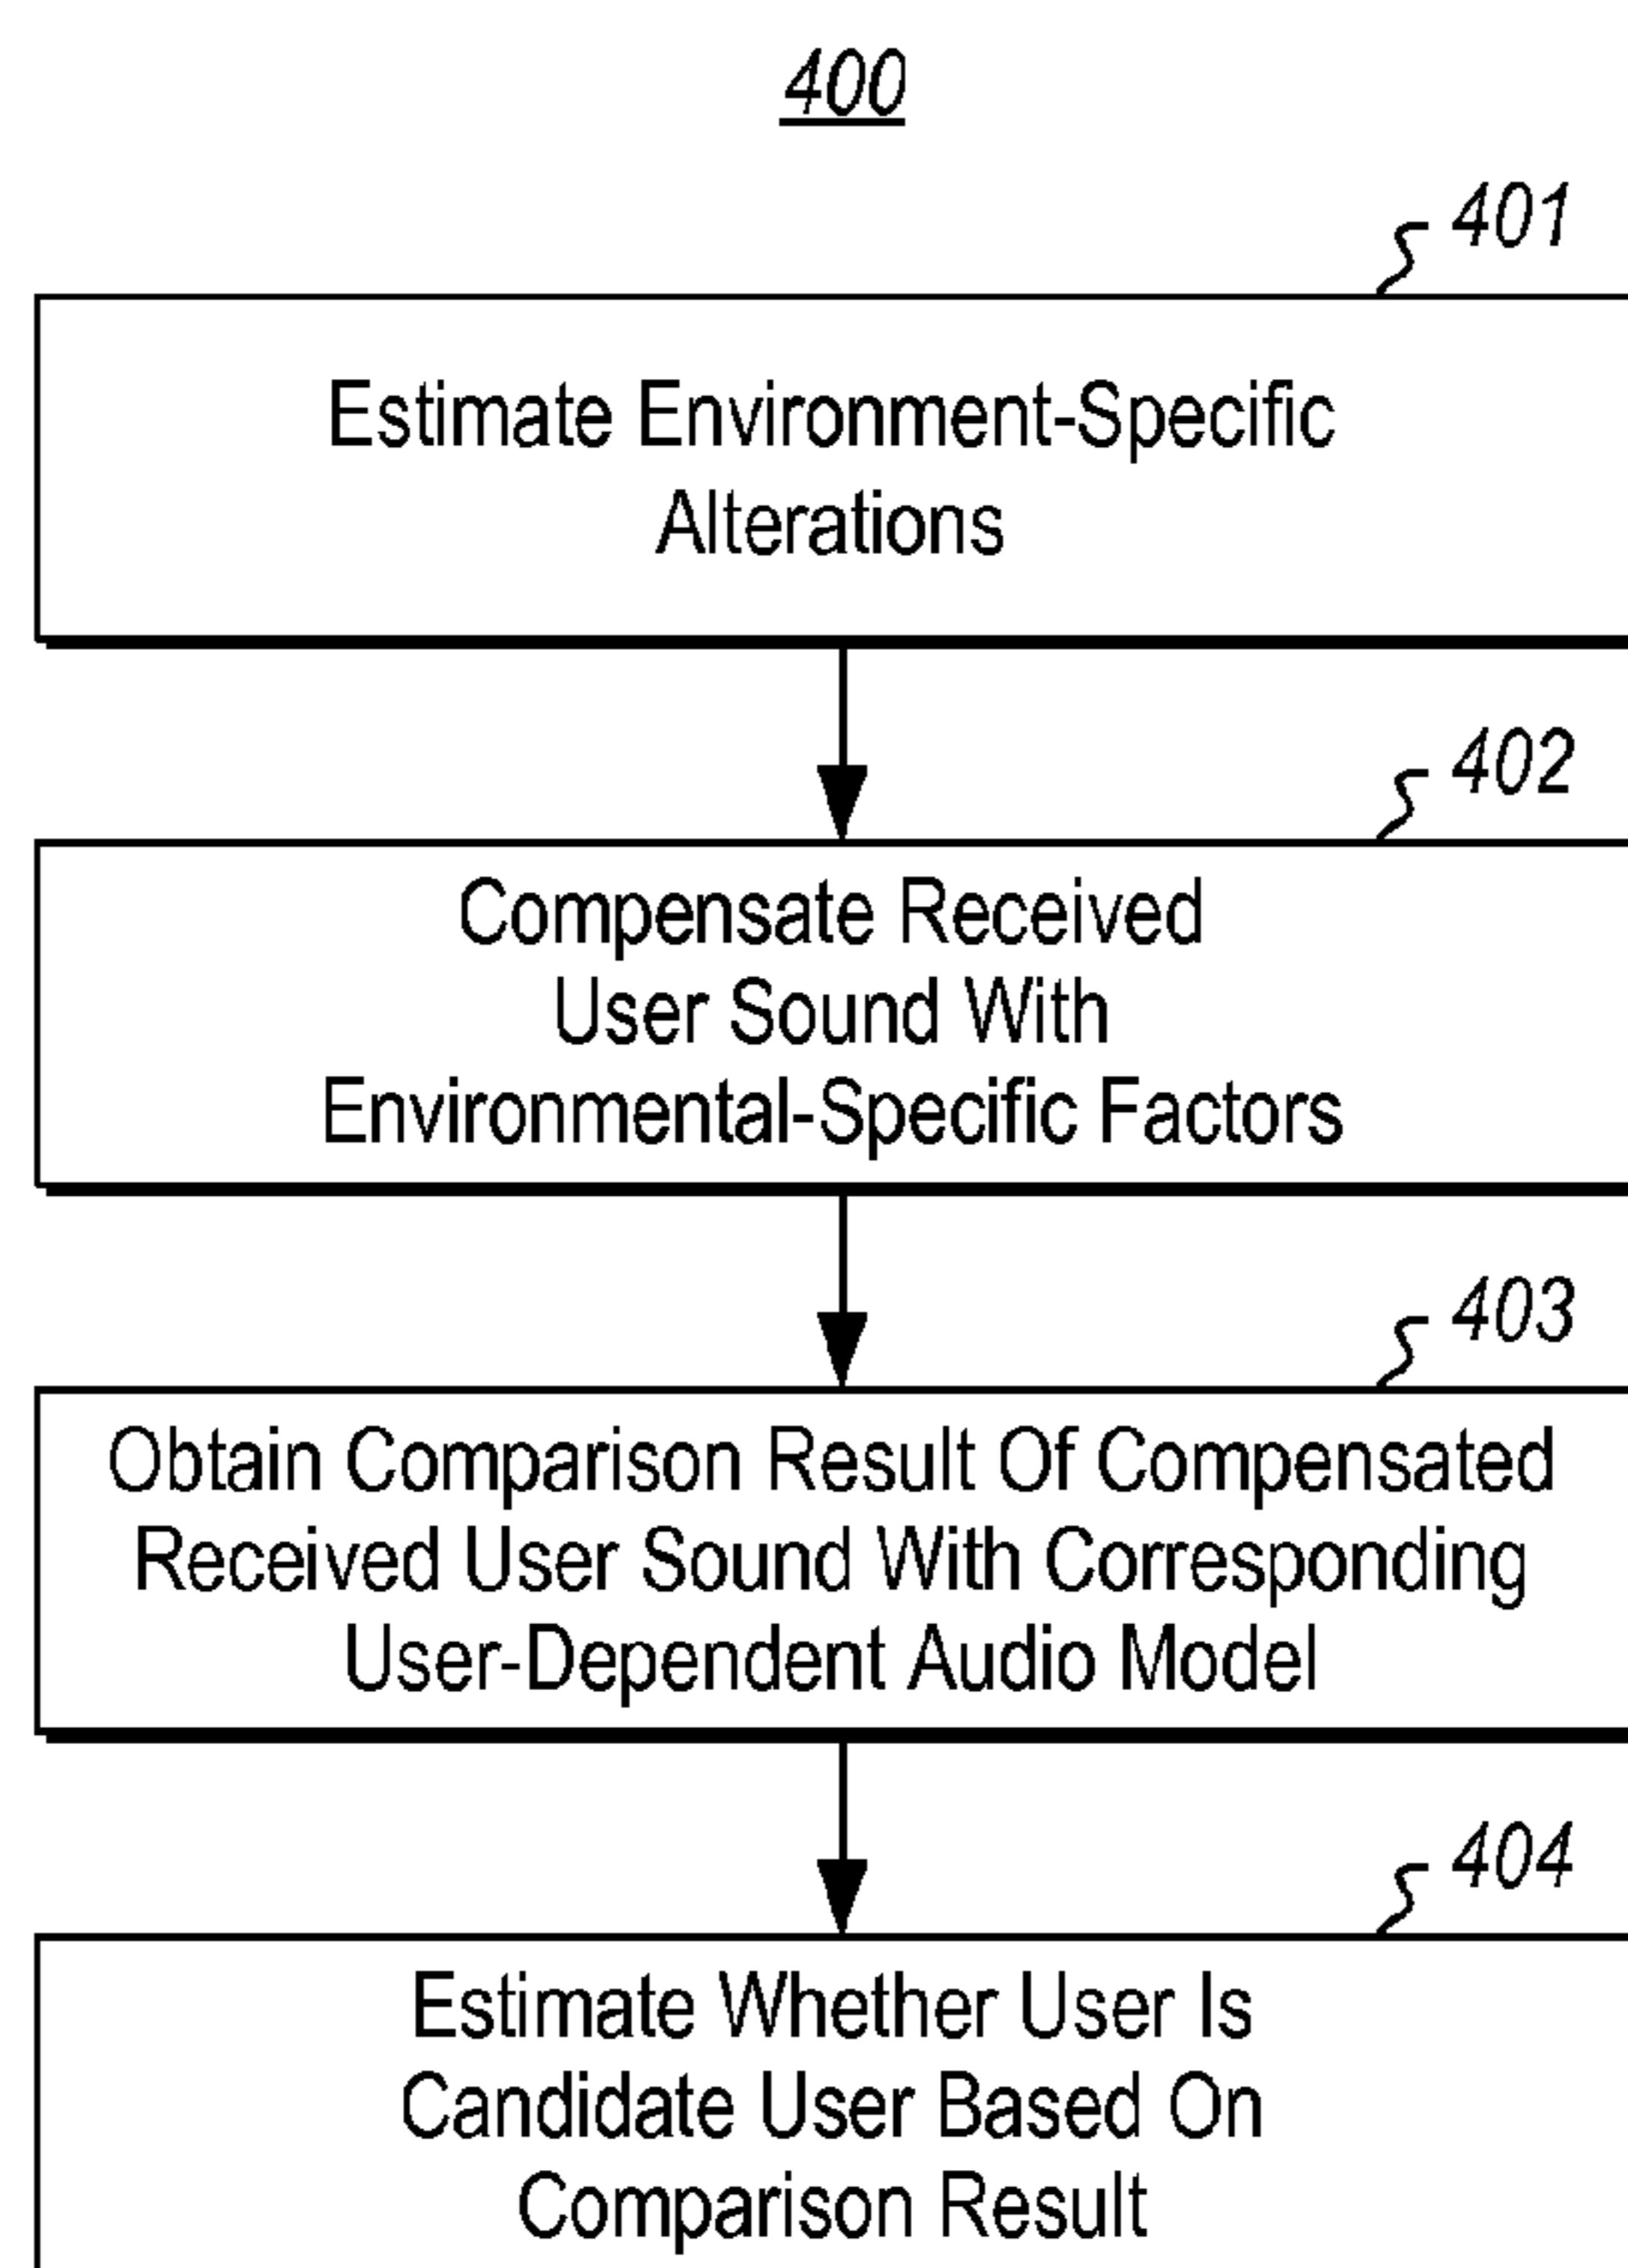 400
401
Estimate Environment-Specific
Alterations
402
Compensate Received
User Sound With
Environmental-Specific Factors
403
Obtain Comparison Result Of Compensated
Received User Sound With Corresponding
User-Dependent Audio Model
404
Estimate Whether User Is
Candidate User Based On
Comparison Result